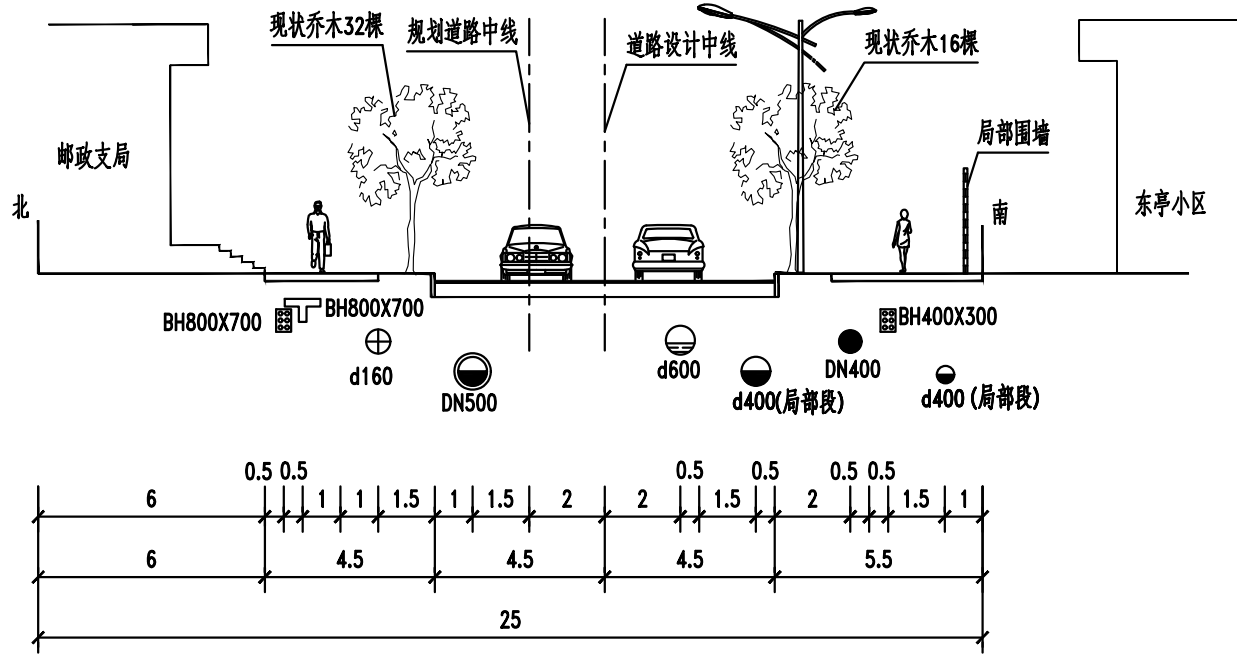 现状乔木32棵
规划道路中线
道路设计中线
现状乔木16棵
局部围墙
邮政支局
东亭小区
北
南
BH800X700
BH800X700
BH400X300
d160
DN500
d600
d400(局部段)
DN400
d400 (局部段)
0.5 0.5 0.5 0.5 0.5 0.5
6 1 1 1.5 1 1.5 2 2 1.5 2 1.5 1
6 4.5 4.5 4.5 5.5
25